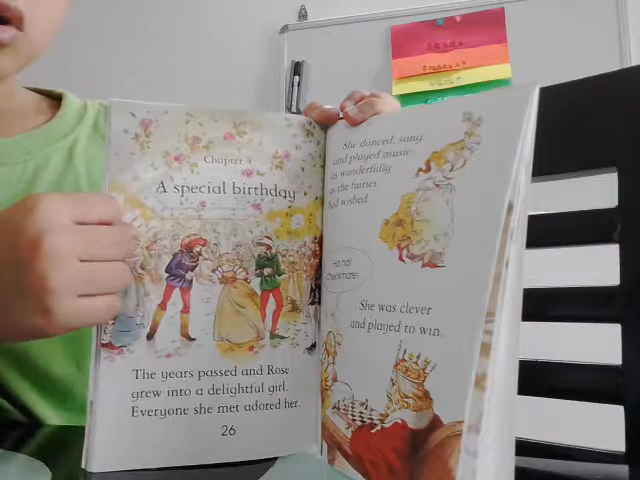 Chapter 4
A special birthday
The years passed and Rose
grew into a delightful girl.
Everyone she met adored her.
26
She danced, sang
and played music
as wonderfully
as the fairies
had wished.
Ha ha!
Checkmate!
She was clever
and played to win.
Nouns
Pronouns